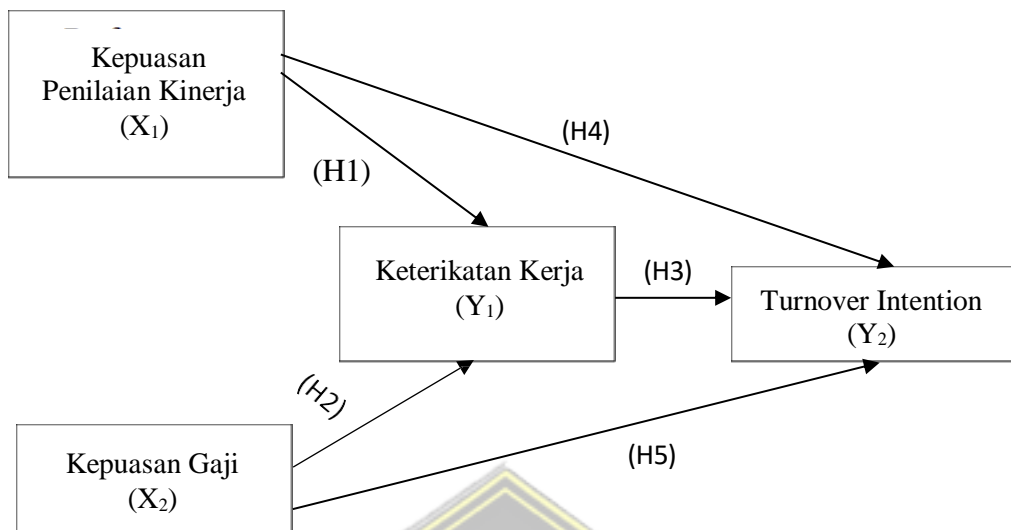 Kepuasan
Penilaian Kinerja
(X₁)
(H4)
(H1)
Keterikatan Kerja
(Y₁)
(H3)
Turnover Intention
(Y₂)
(H2)
Kepuasan Gaji
(X₂)
(H5)